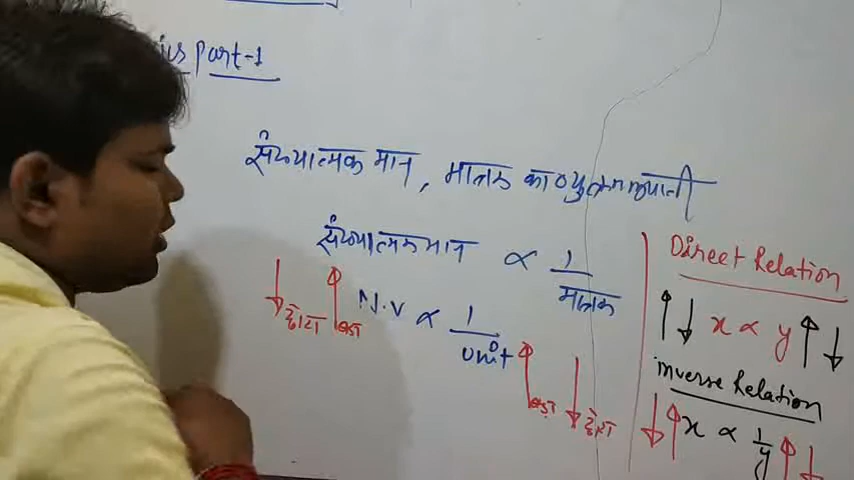 Part-1
संख्यात्मक मान, मात्रक का व्युत्क्रमानुपाती
संख्यात्मक मान ∝ 1/मात्रक
छोटा बड़ा N.V ∝ 1/Unit बड़ा छोटा
Direct Relation
x ∝ y
Inverse Relation
x ∝ 1/y